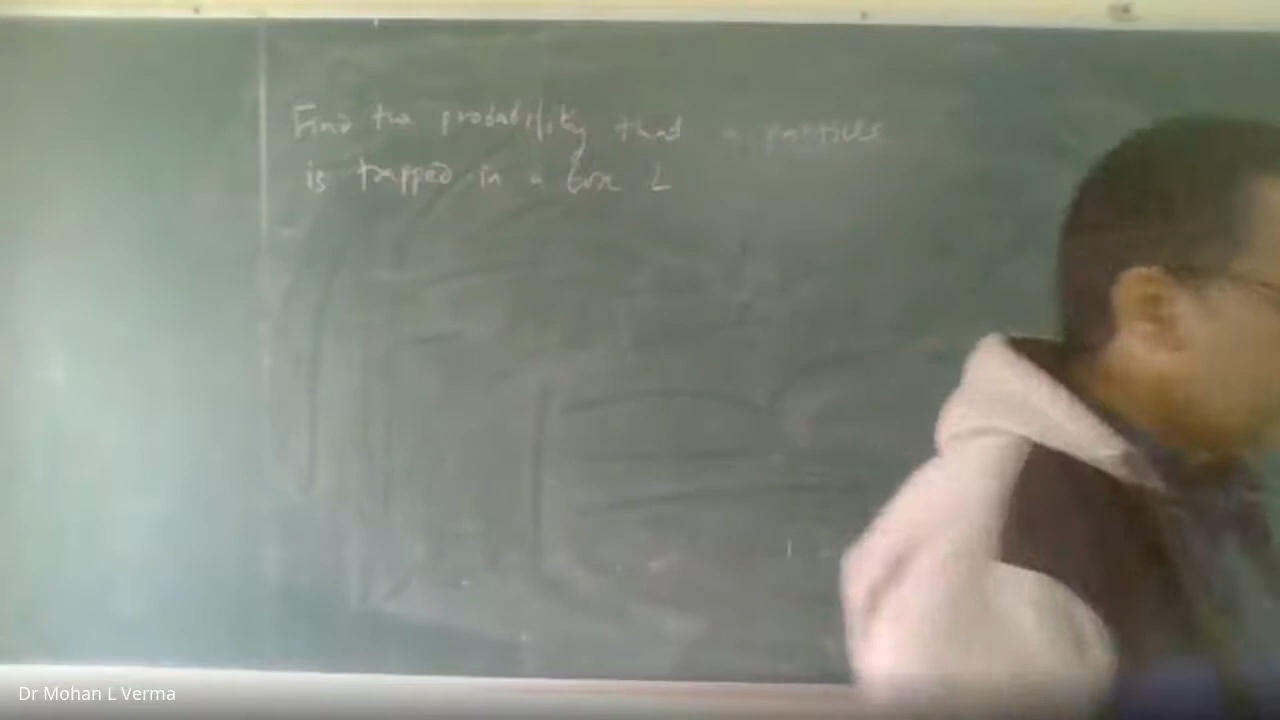 Find the probability that a particle
is trapped in a box L
Dr Mohan L Verma